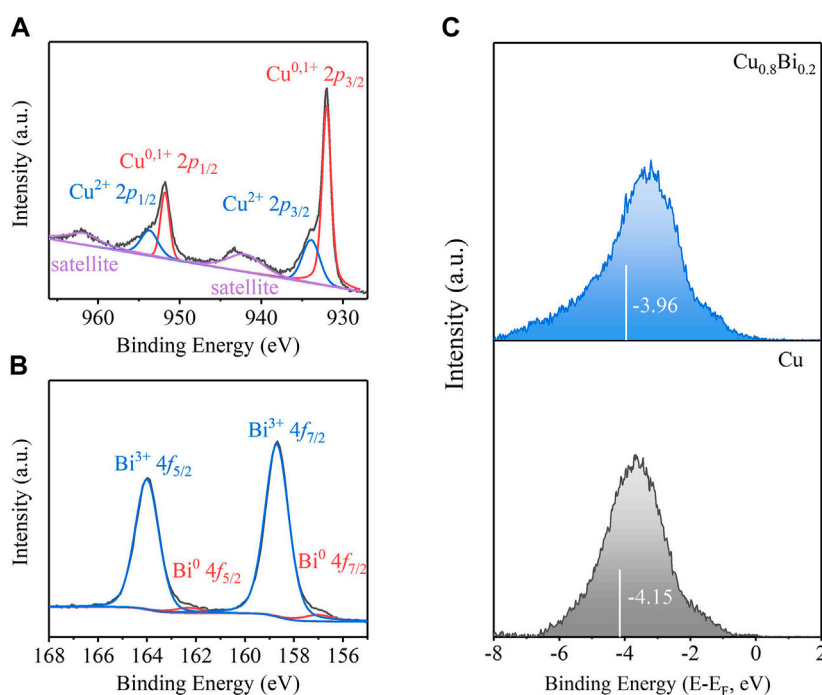 A
Intensity (a.u.)
Cu0,1+ 2p3/2
Cu0,1+ 2p1/2
Cu2+ 2p1/2
Cu2+ 2p3/2
satellite
satellite
960 950 940 930
Binding Energy (eV)
B
Intensity (a.u.)
Bi3+ 4f7/2
Bi3+ 4f5/2
Bi0 4f5/2
Bi0 4f7/2
168 166 164 162 160 158 156
Binding Energy (eV)
C
Intensity (a.u.)
Cu0.8Bi0.2
-3.96
Cu
-4.15
-8 -6 -4 -2 0 2
Binding Energy (E-EF, eV)